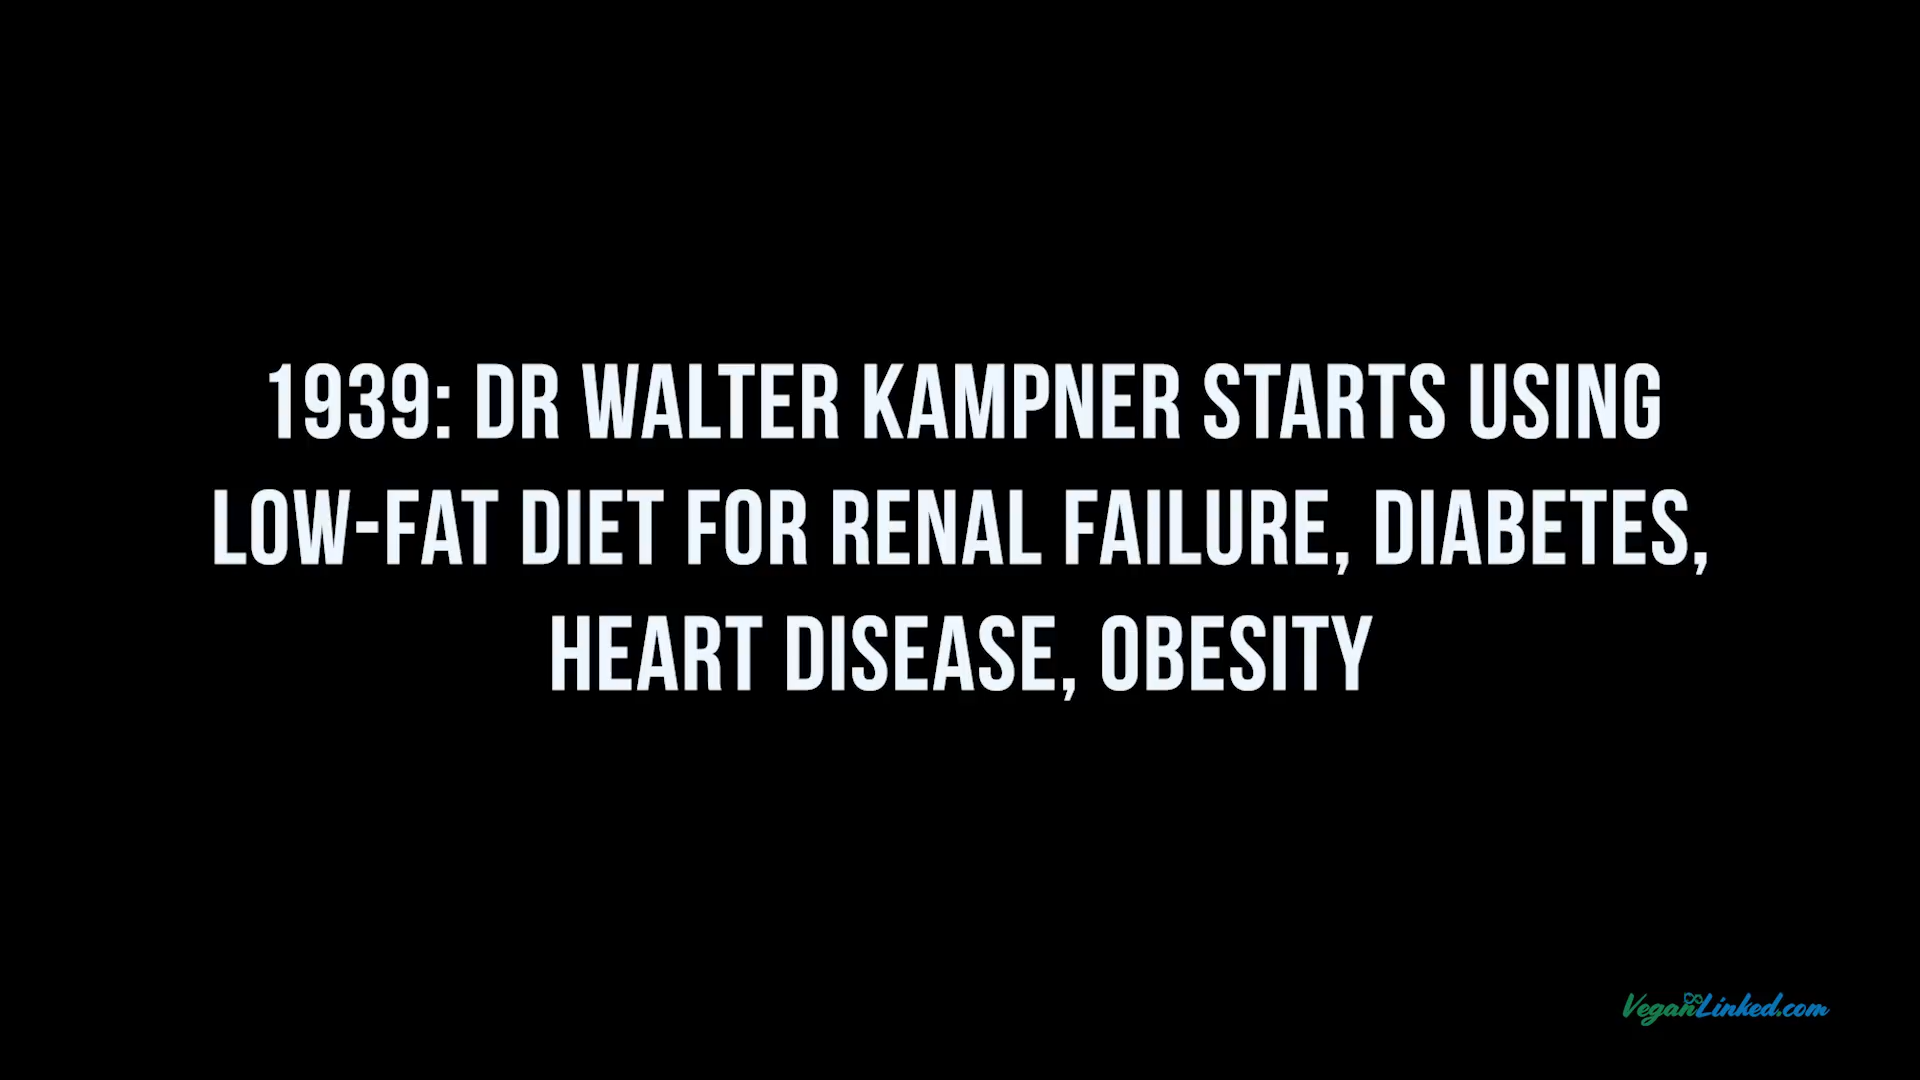 1939: DR WALTER KAMPNER STARTS USING
LOW-FAT DIET FOR RENAL FAILURE, DIABETES,
HEART DISEASE, OBESITY
VeganLinked.com